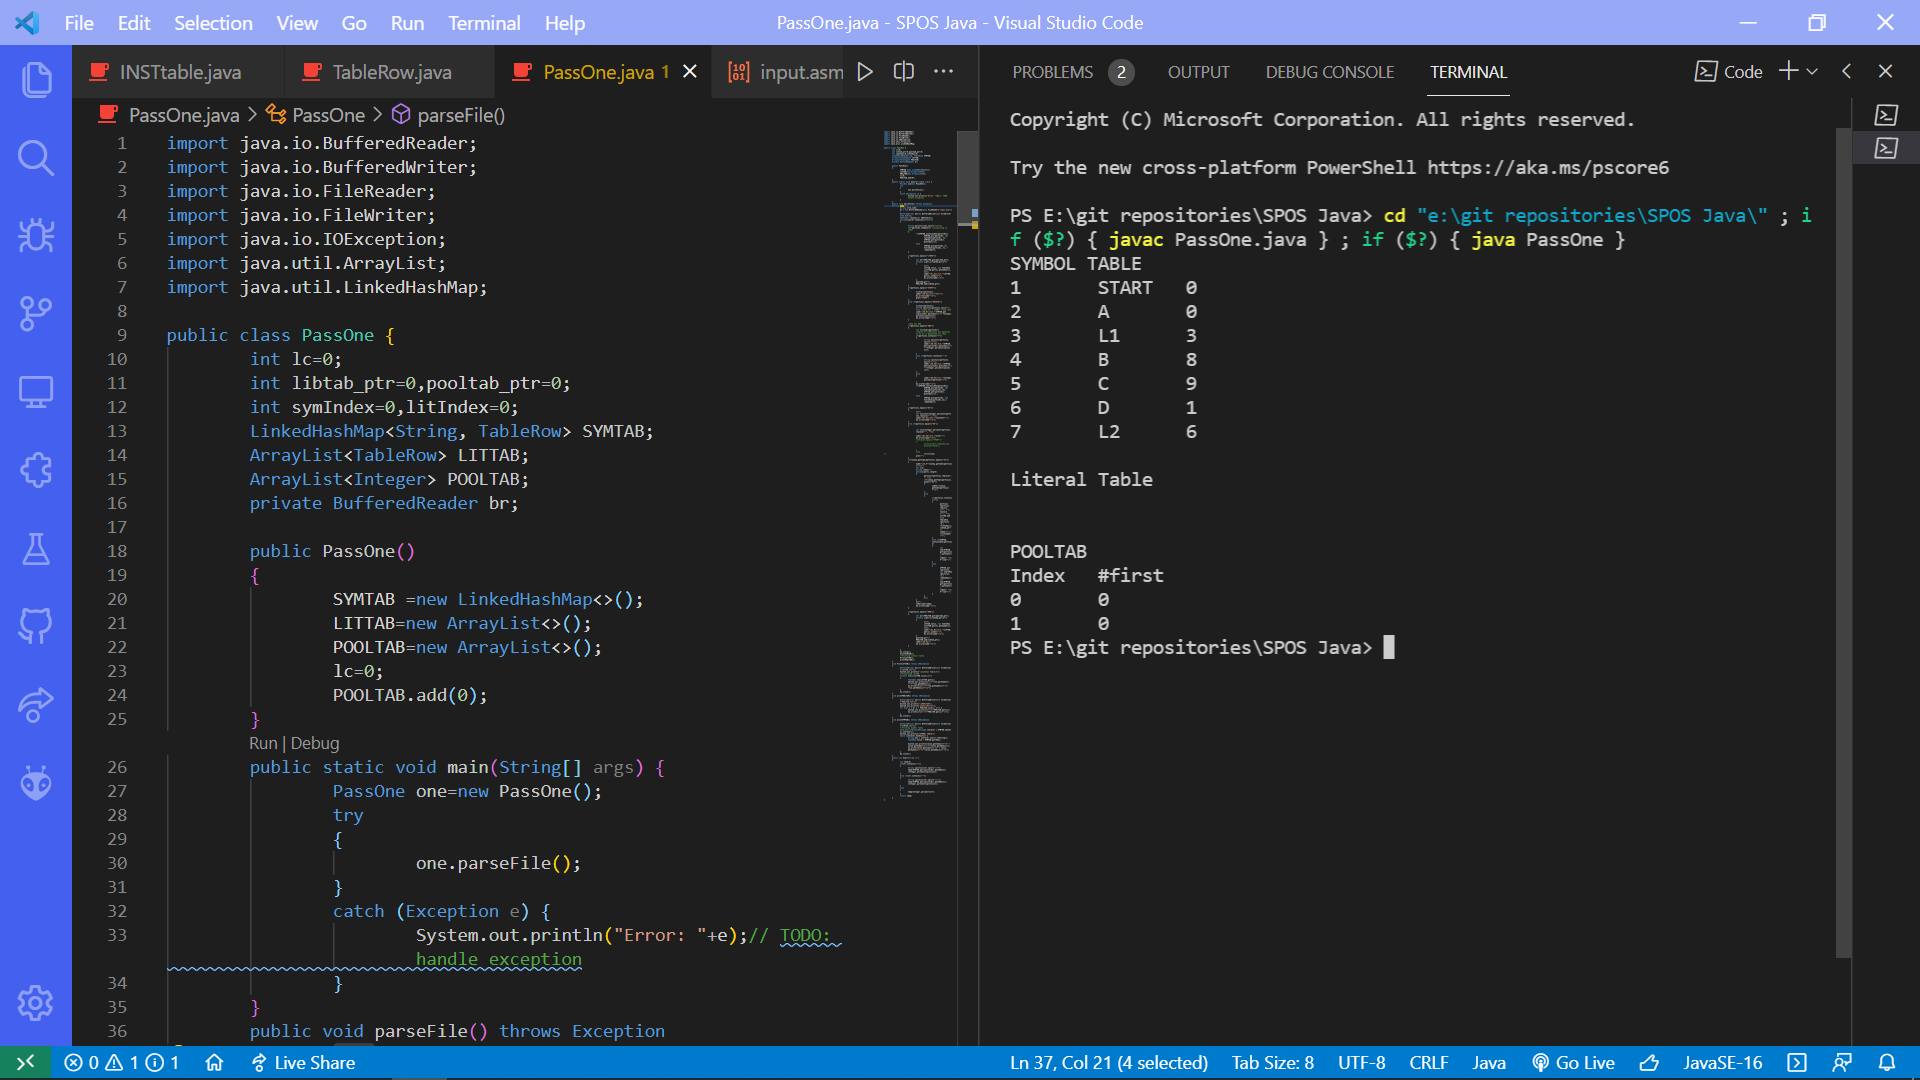 File Edit Selection View Go Run Terminal Help PassOne.java - SPOS Java - Visual Studio Code
INSTtable.java TableRow.java PassOne.java 1 input.asm
PassOne.java > PassOne > parseFile()
1 import java.io.BufferedReader;
2 import java.io.BufferedWriter;
3 import java.io.FileReader;
4 import java.io.FileWriter;
5 import java.io.IOException;
6 import java.util.ArrayList;
7 import java.util.LinkedHashMap;
8
9 public class PassOne {
10 int lc=0;
11 int libtab_ptr=0,pooltab_ptr=0;
12 int symIndex=0,litIndex=0;
13 LinkedHashMap<String, TableRow> SYMTAB;
14 ArrayList<TableRow> LITTAB;
15 ArrayList<Integer> POOLTAB;
16 private BufferedReader br;
17
18 public PassOne()
19 {
20 SYMTAB =new LinkedHashMap<>();
21 LITTAB=new ArrayList<>();
22 POOLTAB=new ArrayList<>();
23 lc=0;
24 POOLTAB.add(0);
25 }
Run | Debug
26 public static void main(String[] args) {
27 PassOne one=new PassOne();
28 try
29 {
30 one.parseFile();
31 }
32 catch (Exception e) {
33 System.out.println("Error: "+e);// TODO:
handle exception
34 }
35 }
36 public void parseFile() throws Exception
PROBLEMS 2 OUTPUT DEBUG CONSOLE TERMINAL Code
Copyright (C) Microsoft Corporation. All rights reserved.
Try the new cross-platform PowerShell https://aka.ms/pscore6
PS E:\git repositories\SPOS Java> cd "e:\git repositories\SPOS Java\" ; i
f ($?) { javac PassOne.java } ; if ($?) { java PassOne }
SYMBOL TABLE
1 START 0
2 A 0
3 L1 3
4 B 8
5 C 9
6 D 1
7 L2 6
Literal Table
POOLTAB
Index #first
0 0
1 0
PS E:\git repositories\SPOS Java>
0 1 1 Live Share Ln 37, Col 21 (4 selected) Tab Size: 8 UTF-8 CRLF Java Go Live JavaSE-16